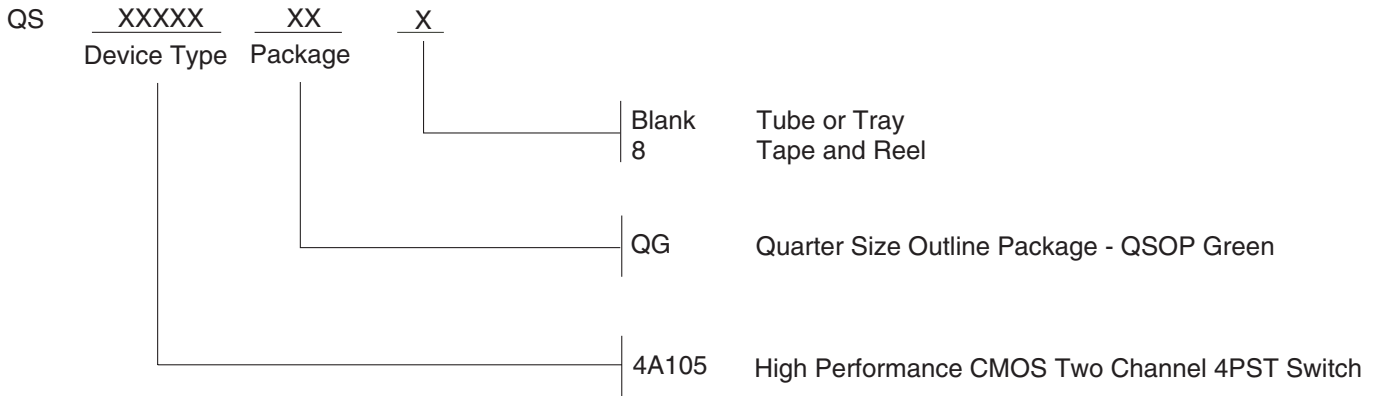 QS XXXXX XX X
Device Type Package
Blank Tube or Tray
8 Tape and Reel
QG Quarter Size Outline Package - QSOP Green
4A105 High Performance CMOS Two Channel 4PST Switch